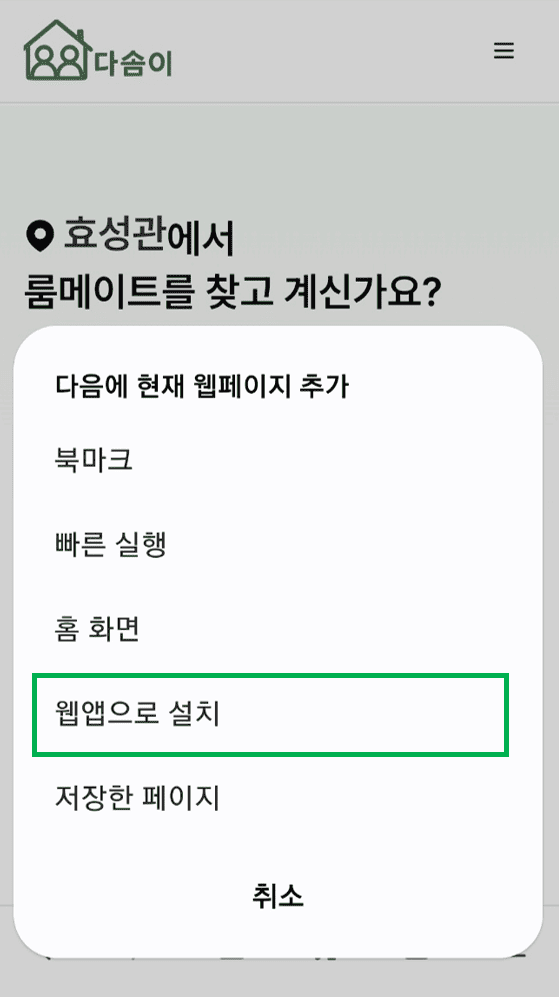 다솜이
효성관에서
룸메이트를 찾고 계신가요?
다음에 현재 웹페이지 추가
북마크
빠른 실행
홈 화면
웹앱으로 설치
저장한 페이지
취소